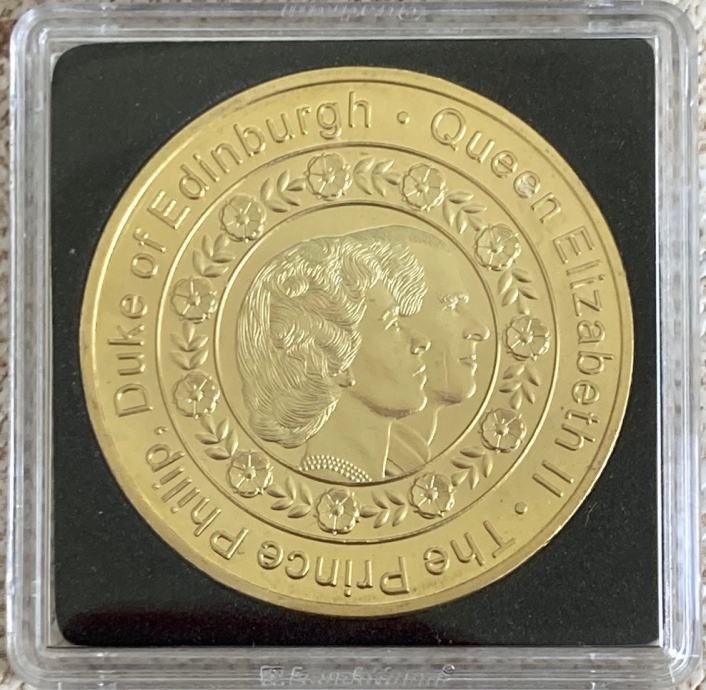 Queen Elizabeth II • The Prince Philip, Duke of Edinburgh •